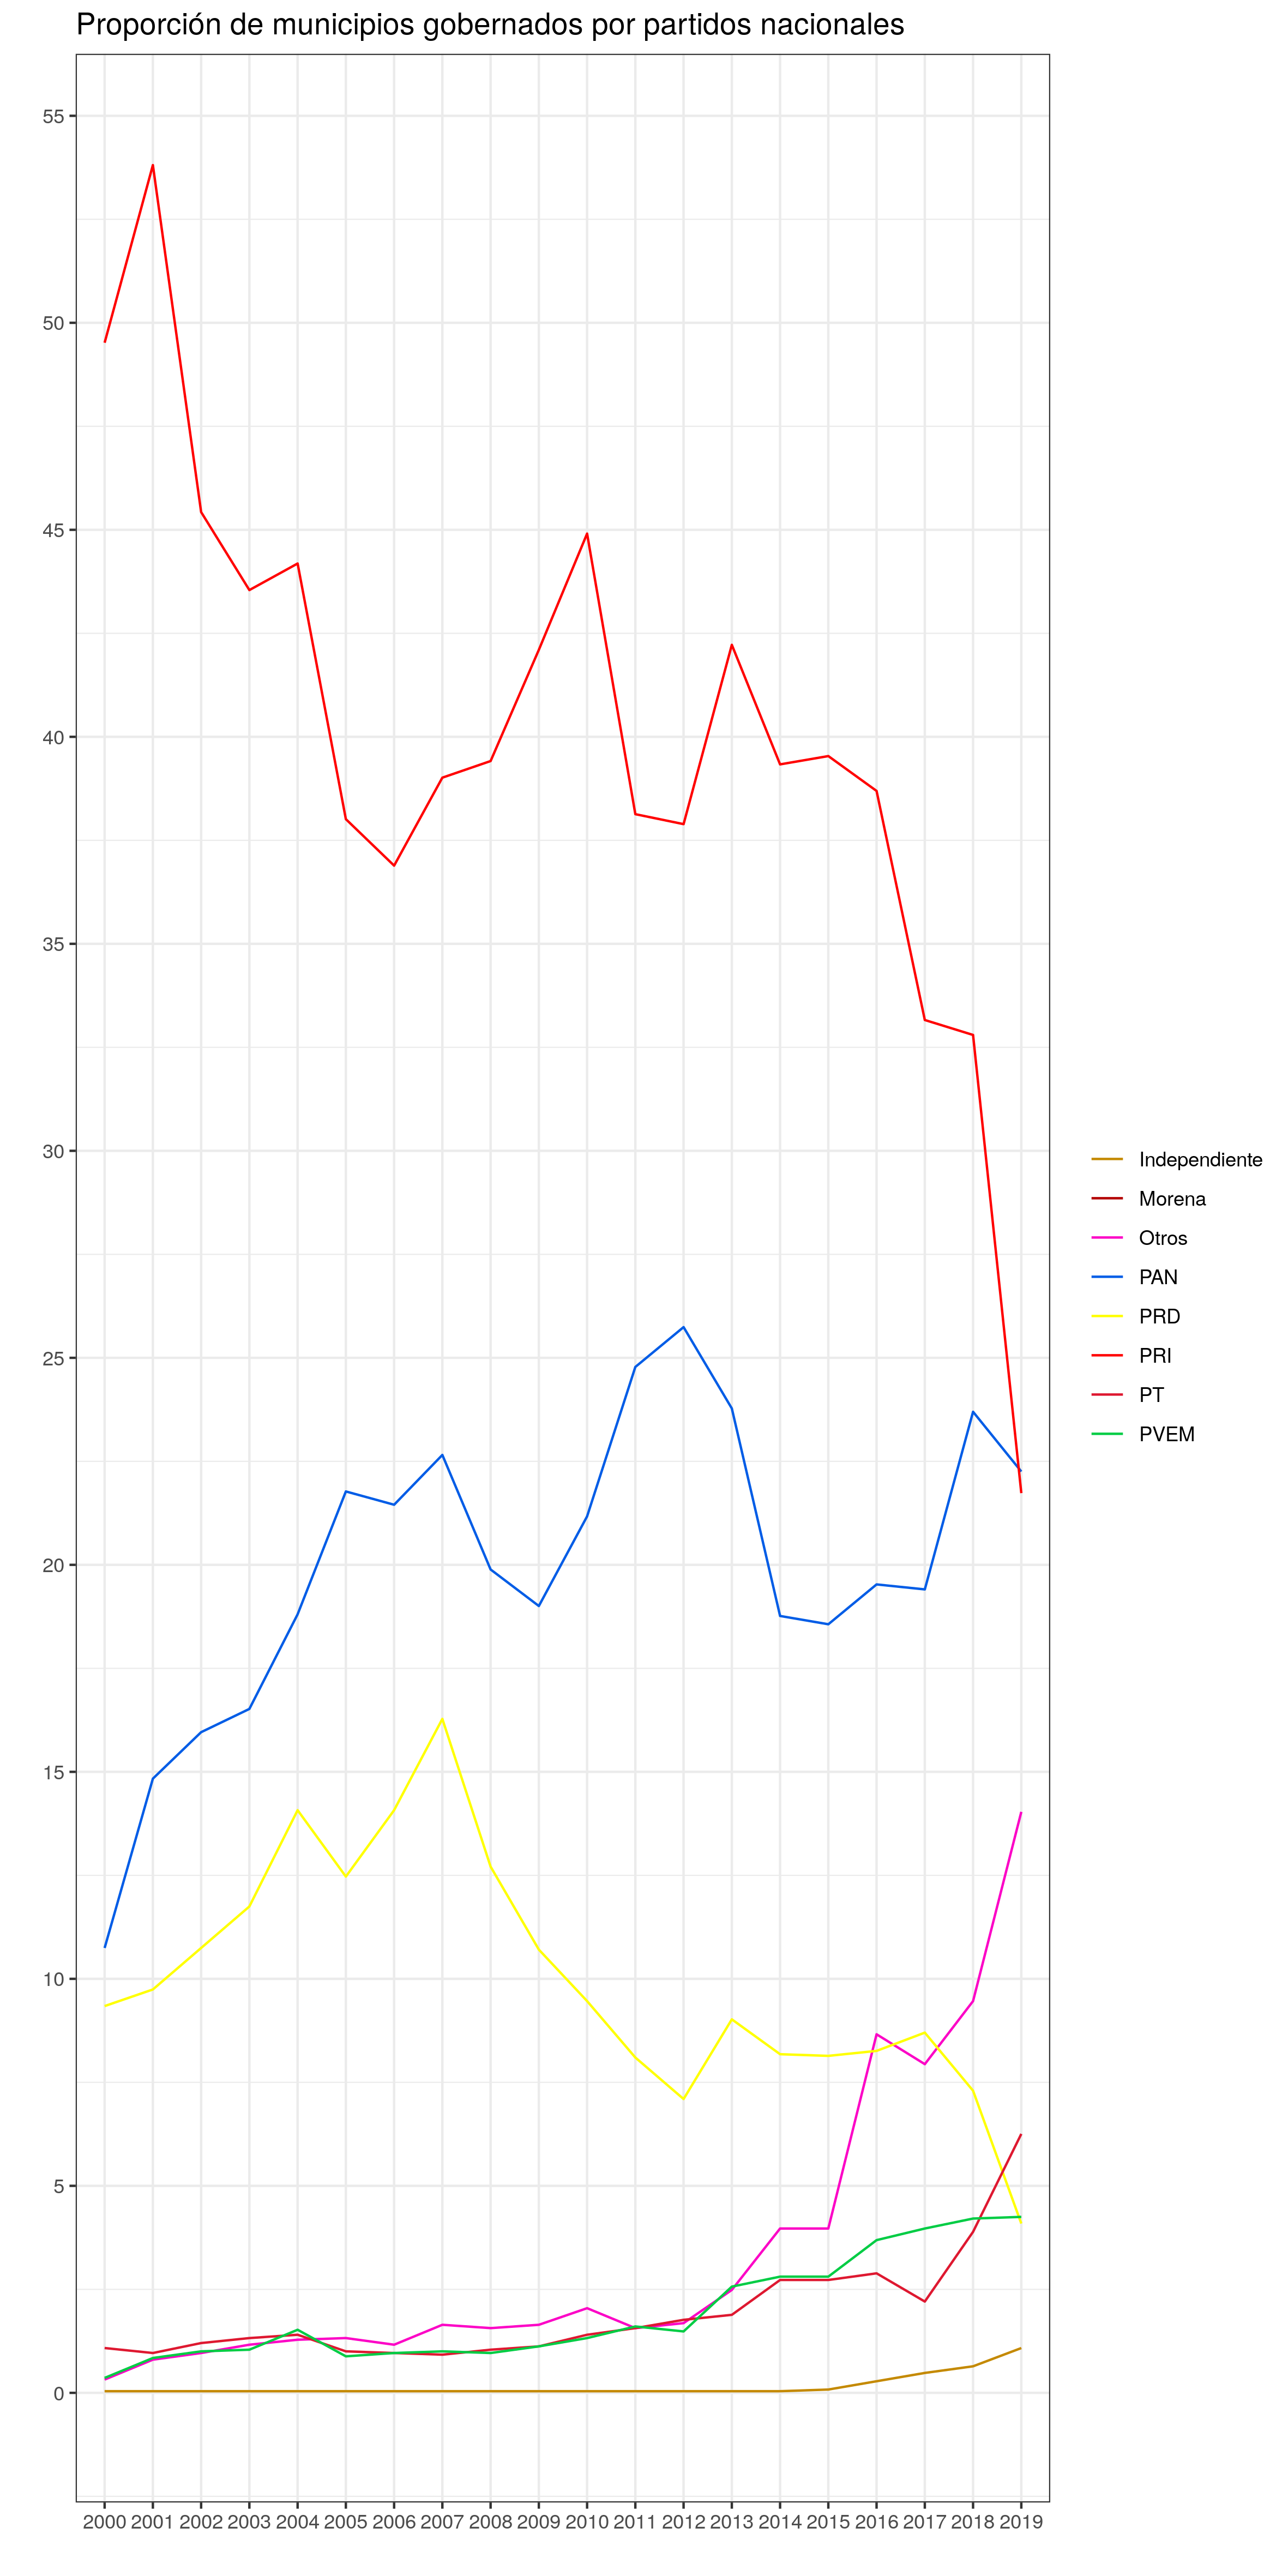 Proporción de municipios gobernados por partidos nacionales
55
50
45
40
35
30
25
20
15
10
5
0
2000 2001 2002 2003 2004 2005 2006 2007 2008 2009 2010 2011 2012 2013 2014 2015 2016 2017 2018 2019
Independiente
Morena
Otros
PAN
PRD
PRI
PT
PVEM